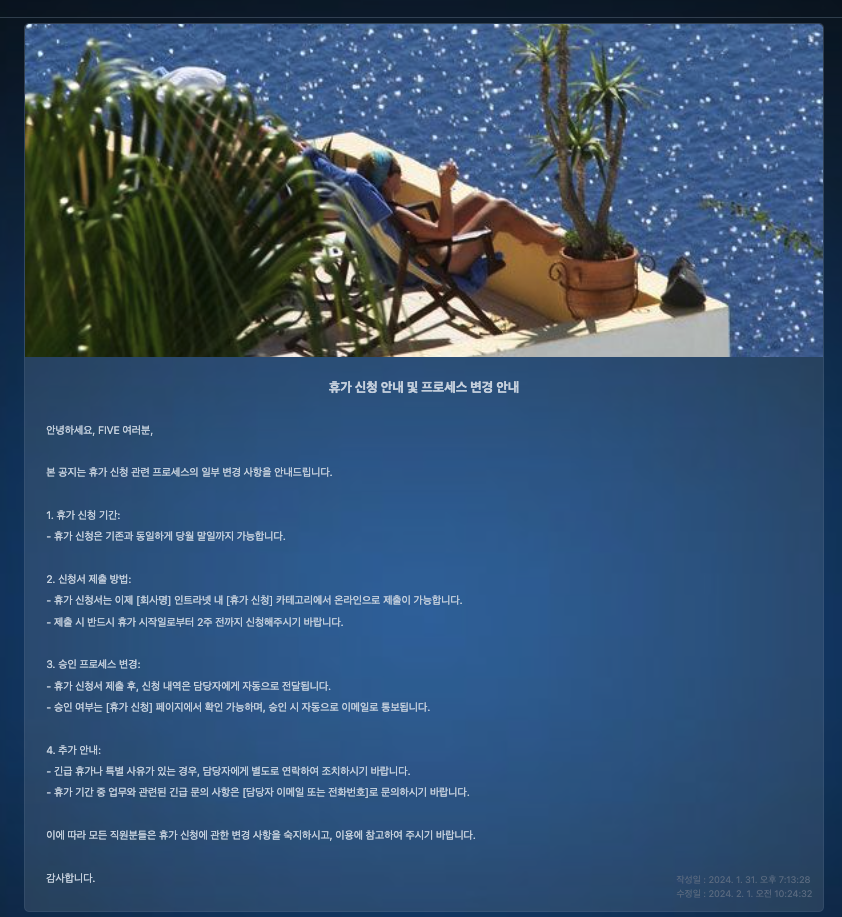 휴가 신청 안내 및 프로세스 변경 안내
안녕하세요, FIVE 여러분,
본 공지는 휴가 신청 관련 프로세스의 일부 변경 사항을 안내드립니다.
1. 휴가 신청 기간:
- 휴가 신청은 기존과 동일하게 당월 말일까지 가능합니다.
2. 신청서 제출 방법:
- 휴가 신청서는 이제 [회사명] 인트라넷 내 [휴가 신청] 카테고리에서 온라인으로 제출이 가능합니다.
- 제출 시 반드시 휴가 시작일로부터 2주 전까지 신청해주시기 바랍니다.
3. 승인 프로세스 변경:
- 휴가 신청서 제출 후, 신청 내역은 담당자에게 자동으로 전달됩니다.
- 승인 여부는 [휴가 신청] 페이지에서 확인 가능하며, 승인 시 자동으로 이메일로 통보됩니다.
4. 추가 안내:
- 긴급 휴가나 특별 사유가 있는 경우, 담당자에게 별도로 연락하여 조치하시기 바랍니다.
- 휴가 기간 중 업무와 관련된 긴급 문의 사항은 [담당자 이메일 또는 전화번호]로 문의하시기 바랍니다.
이에 따라 모든 직원분들은 휴가 신청에 관한 변경 사항을 숙지하시고, 이용에 참고하여 주시기 바랍니다.
감사합니다.
작성일 : 2024. 1. 31. 오후 7:13:28
수정일 : 2024. 2. 1. 오전 10:24:32